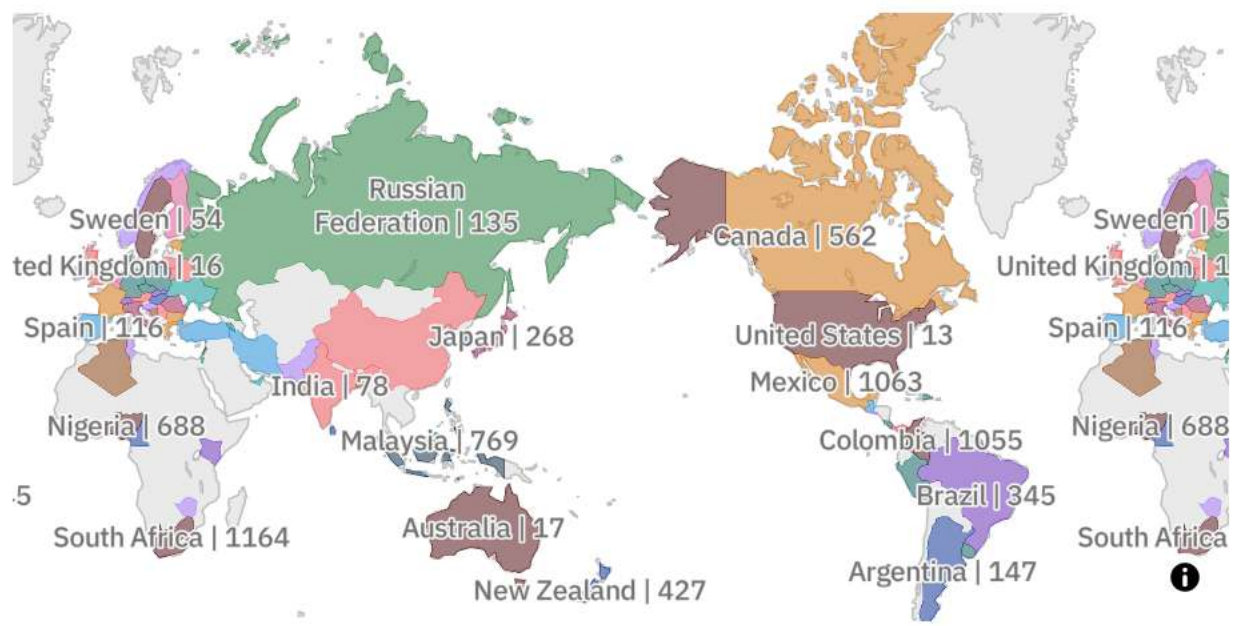 Russian
Federation | 135
Sweden | 54
Canada | 562
Sweden | 5
ted Kingdom | 16
United Kingdom | 1
Spain | 116
Japan | 268
United States | 13
Spain | 116
India | 78
Mexico | 1063
Nigeria | 688
Malaysia | 769
Colombia | 1055
Nigeria | 688
.5
Brazil | 345
South Africa | 1164
Australia | 17
South Africa
New Zealand | 427
Argentina | 147
i